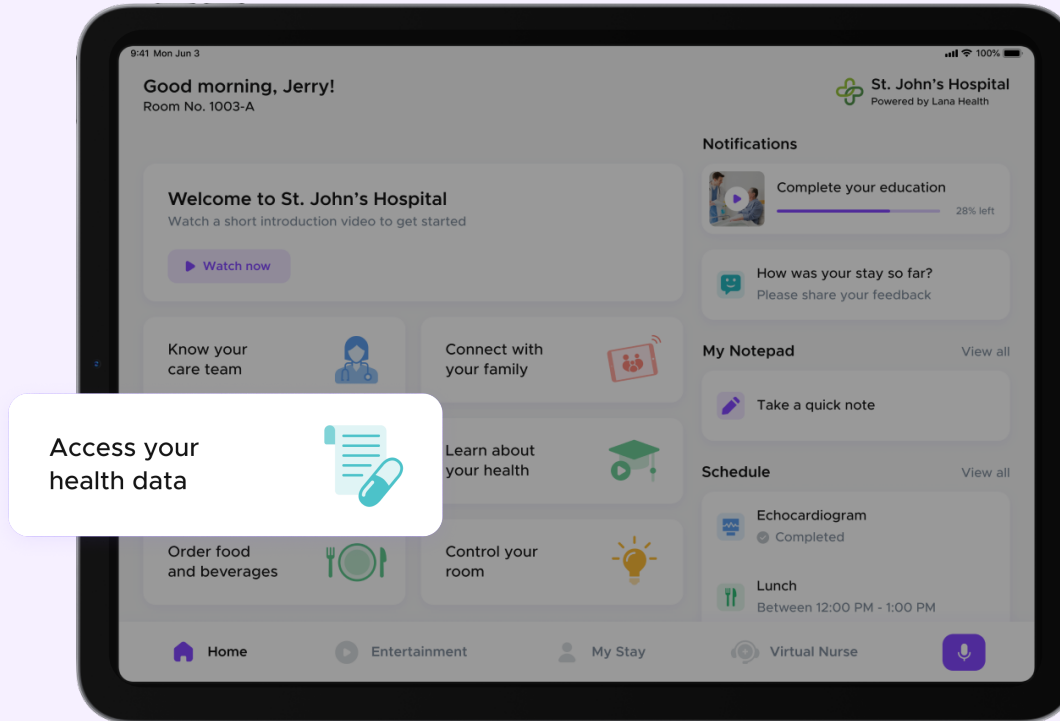 9:41 Mon Jun 3
100%
Good morning, Jerry!
Room No. 1003-A
St. John's Hospital
Powered by Lana Health
Welcome to St. John's Hospital
Watch a short introduction video to get started
Watch now
Know your
care team
Connect with
your family
Access your
health data
Learn about
your health
Order food
and beverages
Control your
room
Notifications
Complete your education
28% left
How was your stay so far?
Please share your feedback
My Notepad
View all
Take a quick note
Schedule
View all
Echocardiogram
Completed
Lunch
Between 12:00 PM - 1:00 PM
Home
Entertainment
My Stay
Virtual Nurse